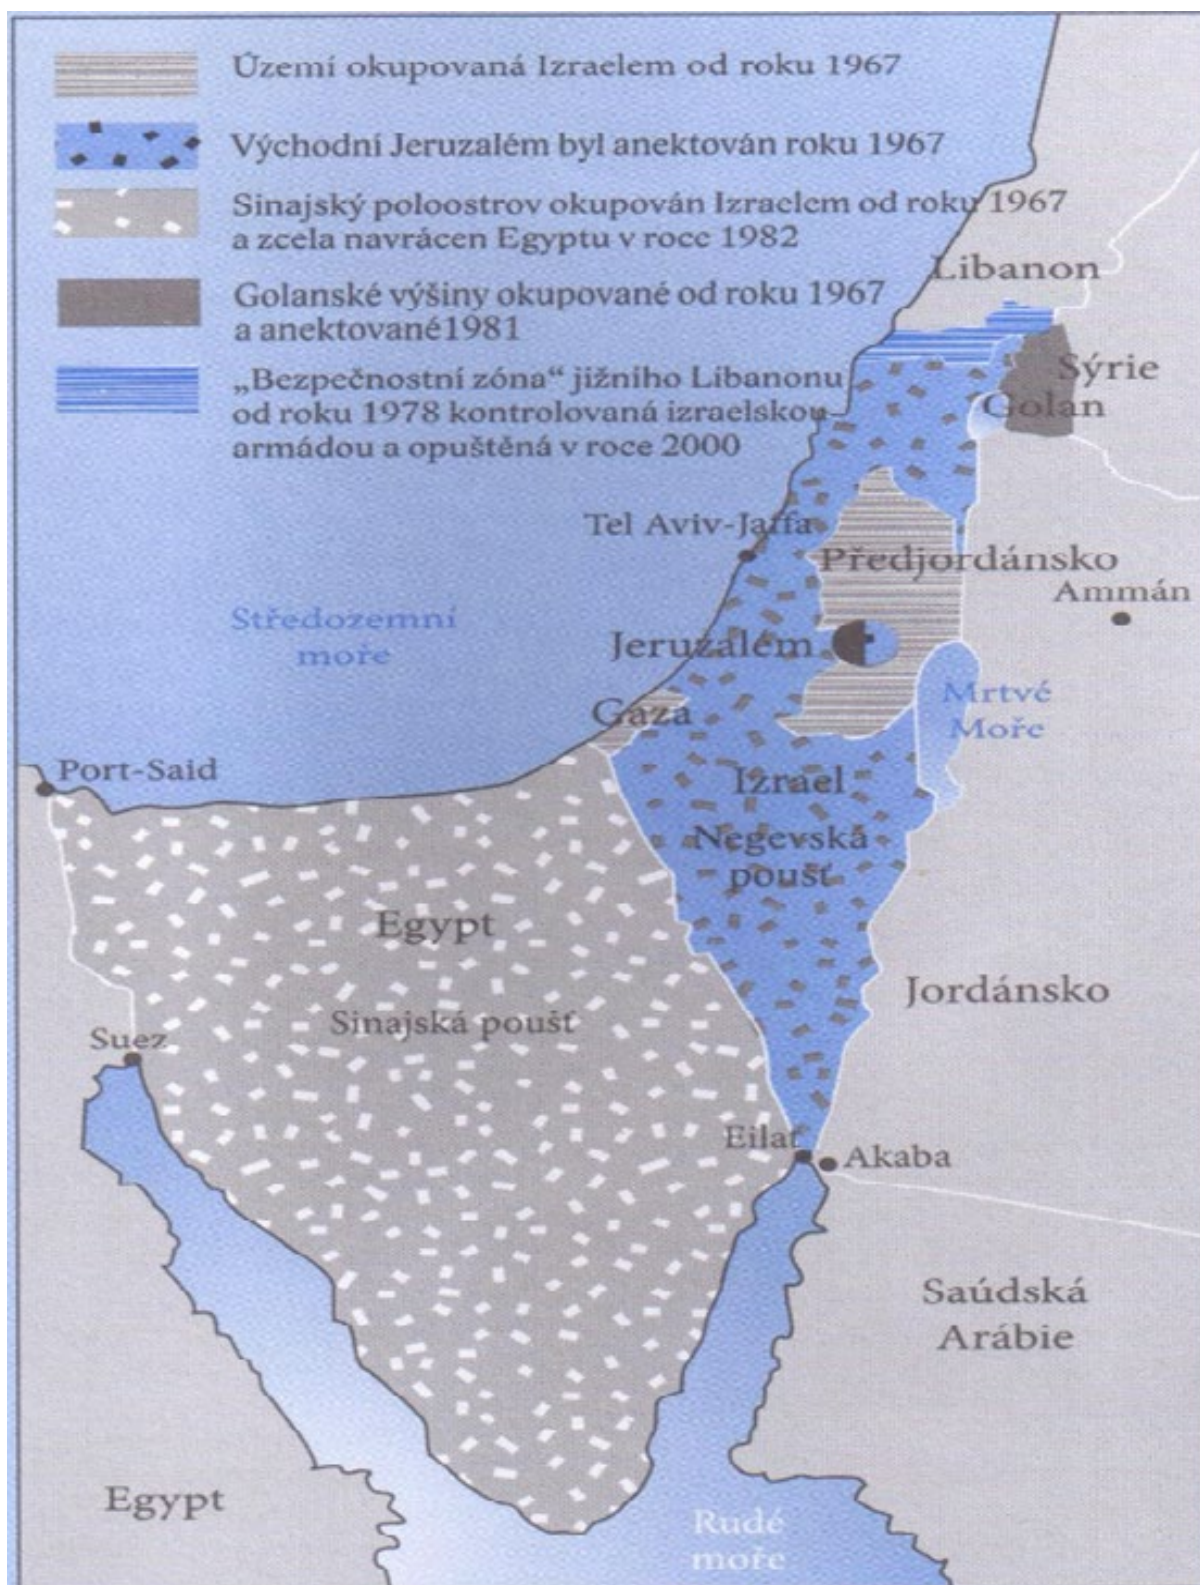 Území okupovaná Izraelem od roku 1967
Východní Jeruzalém byl anektován roku 1967
Sinajský poloostrov okupován Izraelem od roku 1967
a zcela navrácen Egyptu v roce 1982
Golanské výšiny okupované od roku 1967
a anektované1981
„Bezpečnostní zóna“ jižního Libanonu
od roku 1978 kontrolovaná izraelskou
armádou a opuštěná v roce 2000
Libanon
Sýrie
Golan
Tel Aviv-Jaffa
Předjordánsko
Ammán
Středozemní
moře
Jeruzalém
Gaza
Mrtvé
Moře
Port-Said
Izrael
Negevská
poušť
Egypt
Sinajská poušť
Jordánsko
Suez
Eilat
Akaba
Saúdská
Arábie
Egypt
Rudé
moře